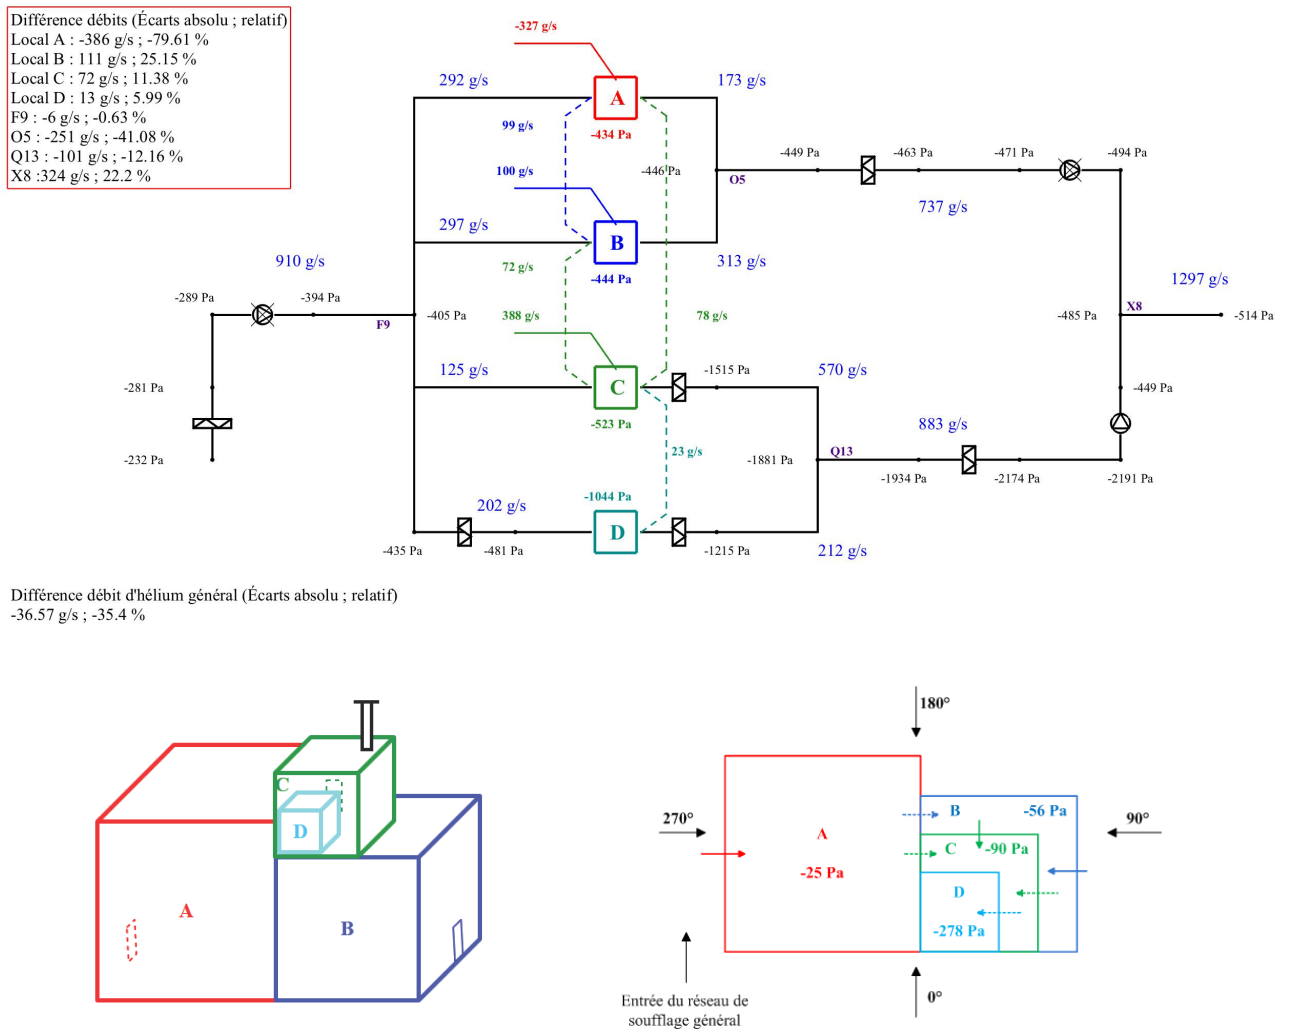 Différence débits (Écarts absolu ; relatif)
Local A : -386 g/s ; -79.61 %
Local B : 111 g/s ; 25.15 %
Local C : 72 g/s ; 11.38 %
Local D : 13 g/s ; 5.99 %
F9 : -6 g/s ; -0.63 %
O5 : -251 g/s ; -41.08 %
Q13 : -101 g/s ; -12.16 %
X8 :324 g/s ; 22.2 %
-327 g/s
292 g/s
A
173 g/s
99 g/s
-434 Pa
-449 Pa
-463 Pa
-471 Pa
-494 Pa
100 g/s
-446 Pa
O5
737 g/s
297 g/s
B
313 g/s
910 g/s
72 g/s
-444 Pa
1297 g/s
-289 Pa
-394 Pa
F9
-405 Pa
388 g/s
78 g/s
-485 Pa
X8
-514 Pa
-281 Pa
125 g/s
C
-1515 Pa
570 g/s
-449 Pa
-523 Pa
883 g/s
-232 Pa
23 g/s
-1881 Pa
Q13
-1934 Pa
-2174 Pa
-2191 Pa
202 g/s
-1044 Pa
D
-435 Pa
-481 Pa
-1215 Pa
212 g/s
Différence débit d'hélium général (Écarts absolu ; relatif)
-36.57 g/s ; -35.4 %
C
D
A
B
180°
270°
90°
B
-56 Pa
A
C
-90 Pa
-25 Pa
D
-278 Pa
0°
Entrée du réseau de
soufflage général